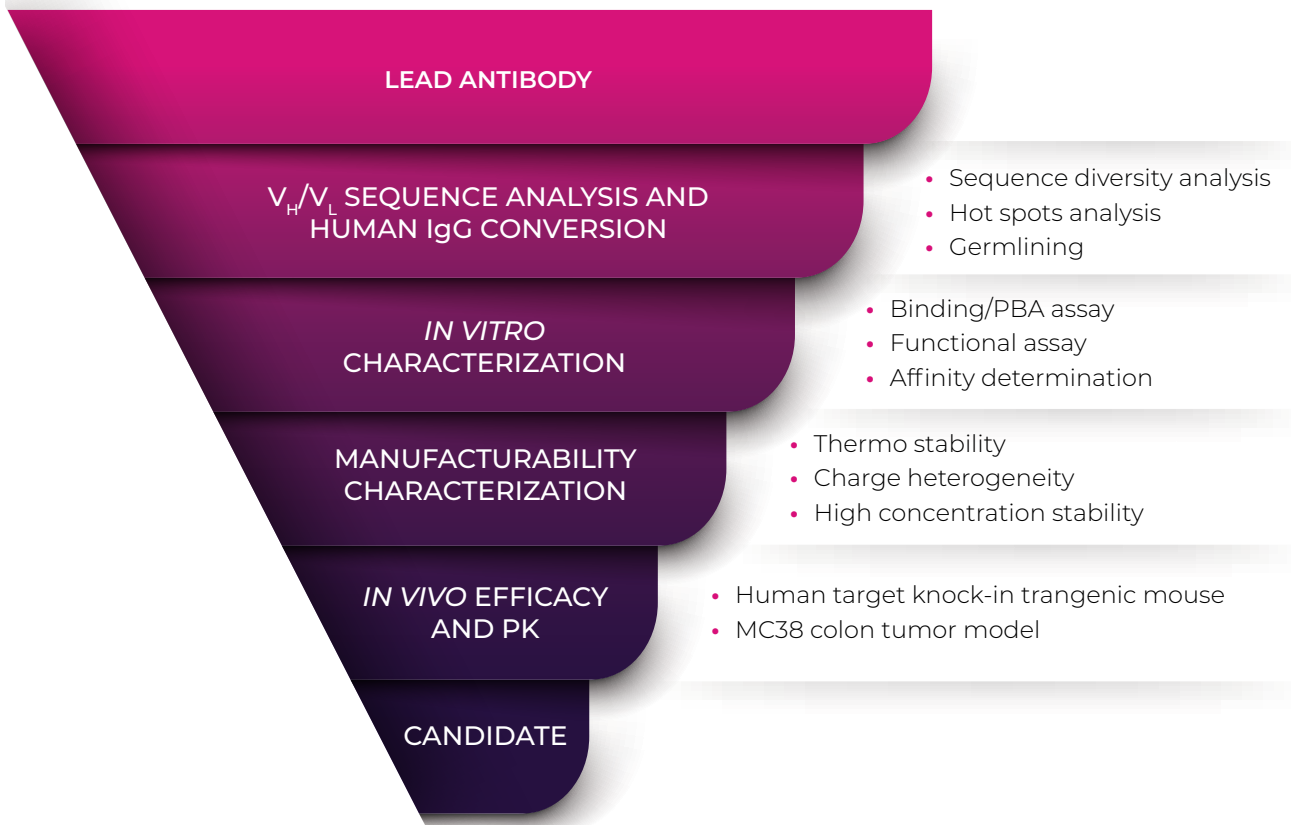 LEAD ANTIBODY
VH/VL SEQUENCE ANALYSIS AND
HUMAN IgG CONVERSION
• Sequence diversity analysis
• Hot spots analysis
• Germlining
IN VITRO
CHARACTERIZATION
• Binding/PBA assay
• Functional assay
• Affinity determination
MANUFACTURABILITY
CHARACTERIZATION
• Thermo stability
• Charge heterogeneity
• High concentration stability
IN VIVO EFFICACY
AND PK
• Human target knock-in trangenic mouse
• MC38 colon tumor model
CANDIDATE